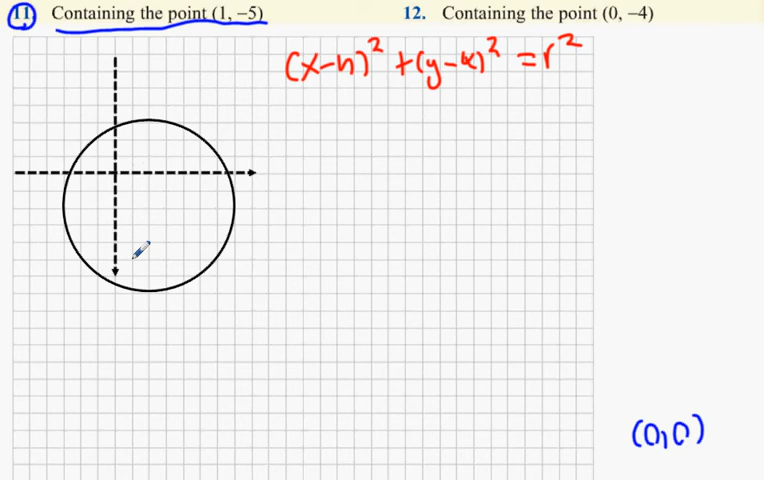 11. Containing the point (1, −5)
12. Containing the point (0, −4)
(x−h)² + (y−k)² = r²
(0,0)